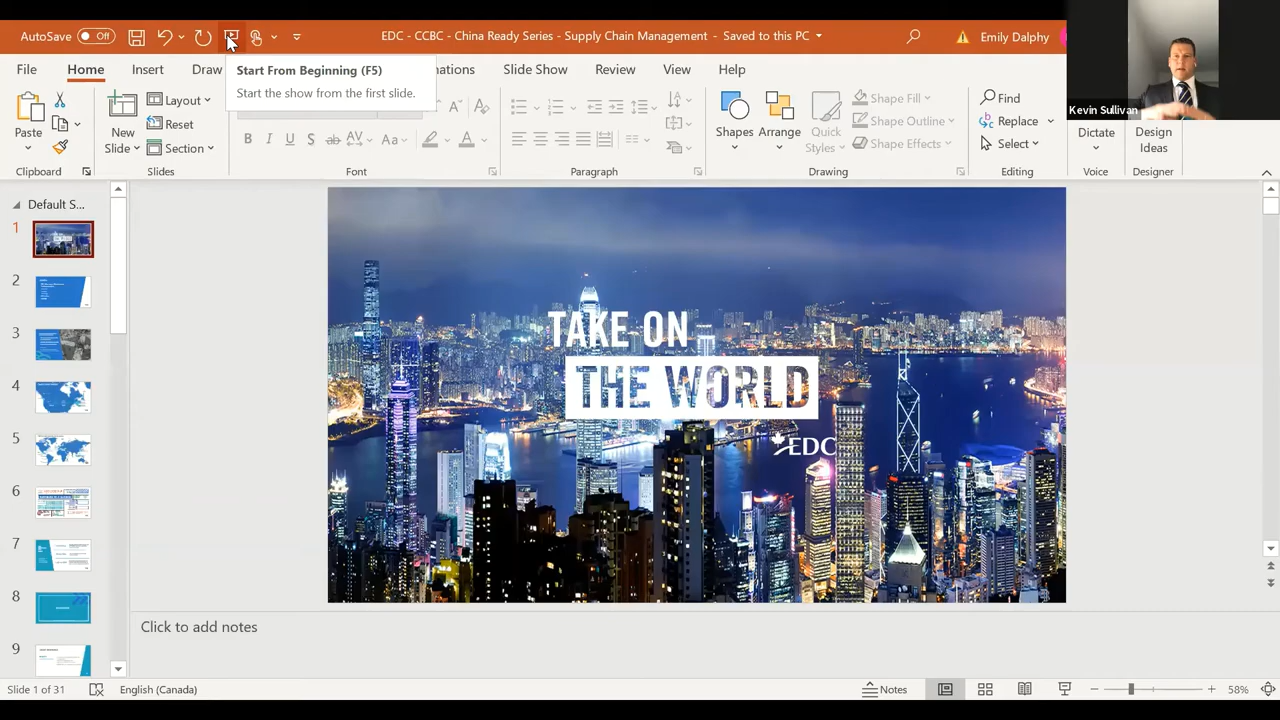 AutoSave Off
EDC - CCBC - China Ready Series - Supply Chain Management - Saved to this PC
Emily Dalphy
Kevin Sullivan
File Home Insert Draw
Start From Beginning (F5)
Start the show from the first slide.
ations Slide Show Review View Help
Paste
Clipboard
New
Slide
Layout
Reset
Section
Slides
B I U S ab AV Aa A
Font
Paragraph
Shapes Arrange
Quick
Styles
Shape Fill
Shape Outline
Shape Effects
Drawing
Find
Replace
Select
Editing
Dictate
Voice
Design
Ideas
Designer
Default S...
1
2
3
4
5
6
7
8
9
TAKE ON
THE WORLD
EDC
Click to add notes
Slide 1 of 31 English (Canada) Notes 58%